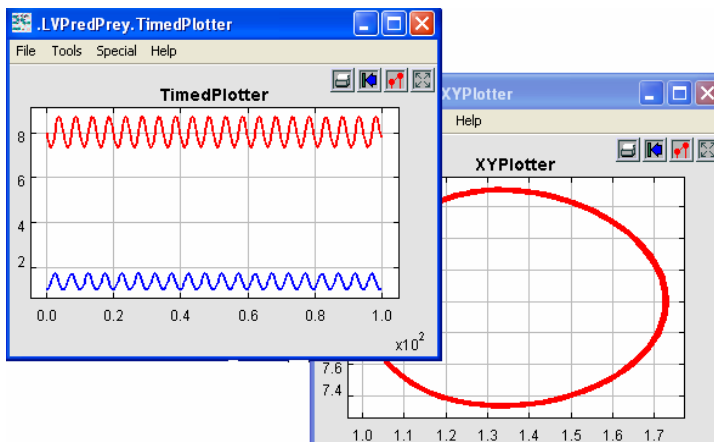 .LVPredPrey.TimedPlotter
File Tools Special Help
TimedPlotter
8
6
4
2
0.0 0.2 0.4 0.6 0.8 1.0
x10^2
XYPlotter
Help
XYPlotter
7.6
7.4
1.0 1.1 1.2 1.3 1.4 1.5 1.6 1.7